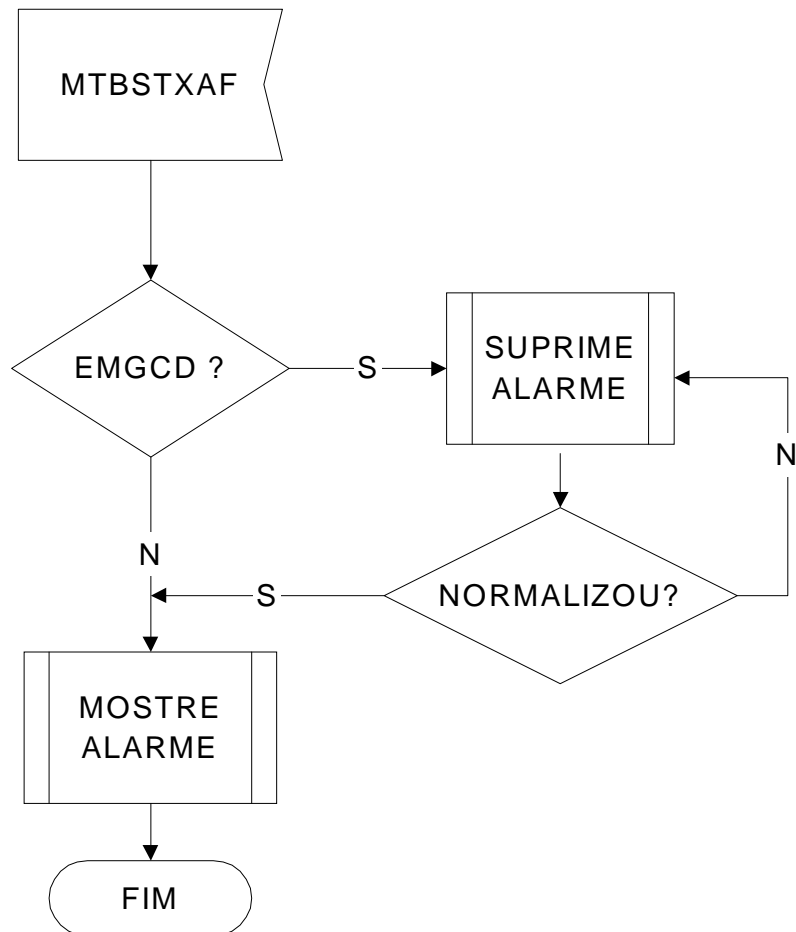 MTBSTXAF
EMGCD ?
S
SUPRIME
ALARME
N
N
S
NORMALIZOU?
MOSTRE
ALARME
FIM